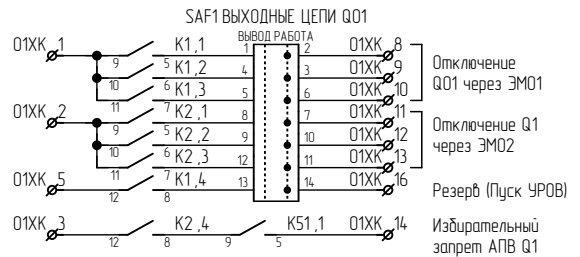 SAF1 ВЫХОДНЫЕ ЦЕПИ Q01
ВЫВОД РАБОТА
01XK 1 9 5 K1,1 1 2 01XK 8
10 5 K1,2 4 3 01XK 9
10 6 K1,3 5 6 01XK 10
Отключение
Q01 через ЭМ01
01XK 2 11 7 K2,1 8 7 01XK 11
9 5 K2,2 9 10 01XK 12
10 6 K2,3 12 11 01XK 13
Отключение Q1
через ЭМ02
01XK 5 11 7 K1,4 13 14 01XK 16
12 8
Резерв (Пуск УРОВ)
01XK 3 K2,4 K51,1 01XK 14
12 8 9 5
Избирательный
запрет АПВ Q1